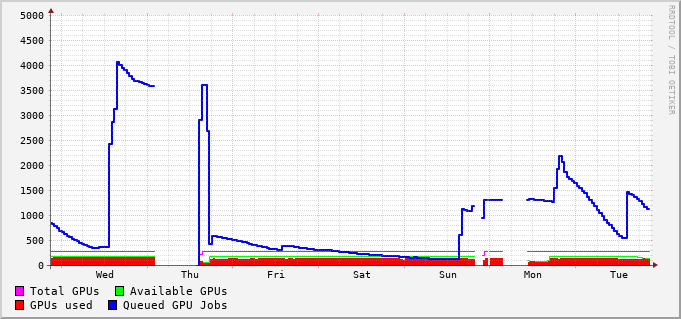 5000
4500
4000
3500
3000
2500
2000
1500
1000
500
0
Wed Thu Fri Sat Sun Mon Tue
Total GPUs Available GPUs
GPUs used Queued GPU Jobs
RRDTOOL / TOBI OETIKER